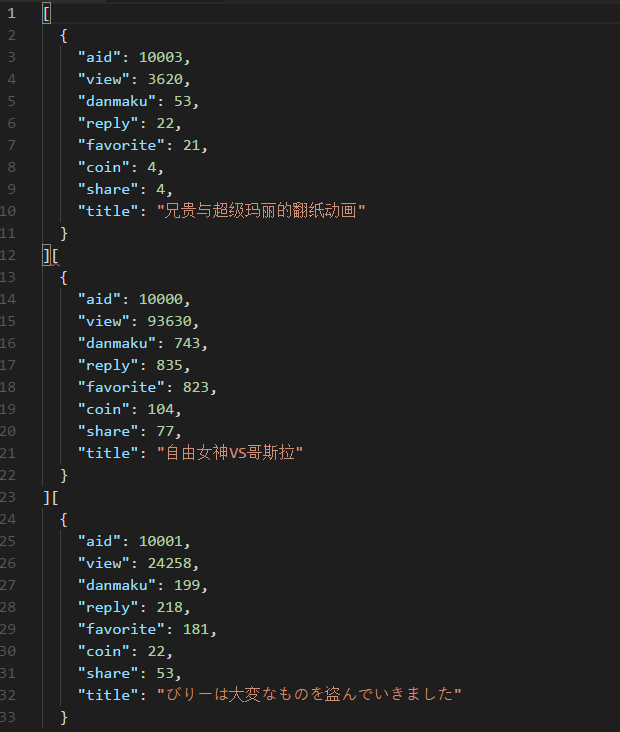 1 [
2 {
3 "aid": 10003,
4 "view": 3620,
5 "danmaku": 53,
6 "reply": 22,
7 "favorite": 21,
8 "coin": 4,
9 "share": 4,
10 "title": "兄贵与超级玛丽的翻纸动画"
11 }
12 ][
13 {
14 "aid": 10000,
15 "view": 93630,
16 "danmaku": 743,
17 "reply": 835,
18 "favorite": 823,
19 "coin": 104,
20 "share": 77,
21 "title": "自由女神VS哥斯拉"
22 }
23 ][
24 {
25 "aid": 10001,
26 "view": 24258,
27 "danmaku": 199,
28 "reply": 218,
29 "favorite": 181,
30 "coin": 22,
31 "share": 53,
32 "title": "びりーは大変なものを盗んでいきました"
33 }